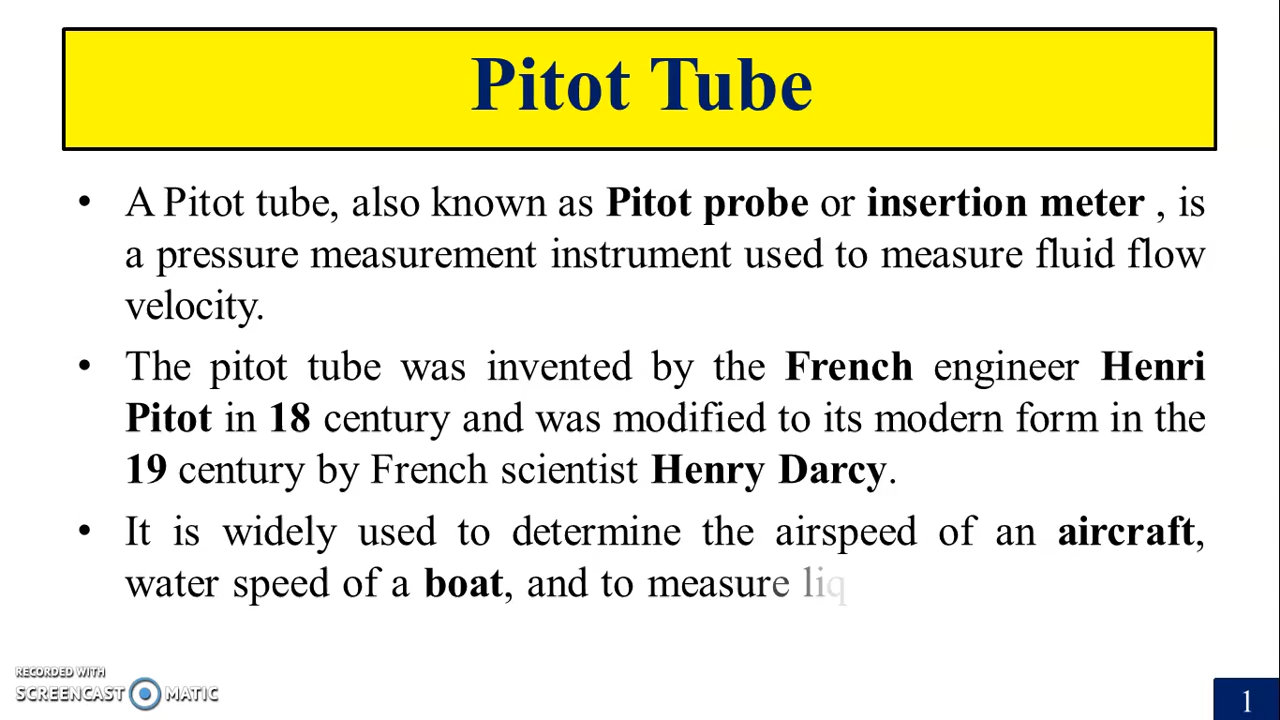 Pitot Tube
• A Pitot tube, also known as Pitot probe or insertion meter , is
a pressure measurement instrument used to measure fluid flow
velocity.
• The pitot tube was invented by the French engineer Henri
Pitot in 18 century and was modified to its modern form in the
19 century by French scientist Henry Darcy.
• It is widely used to determine the airspeed of an aircraft,
water speed of a boat, and to measure liq
RECORDED WITH
SCREENCAST MATIC
1